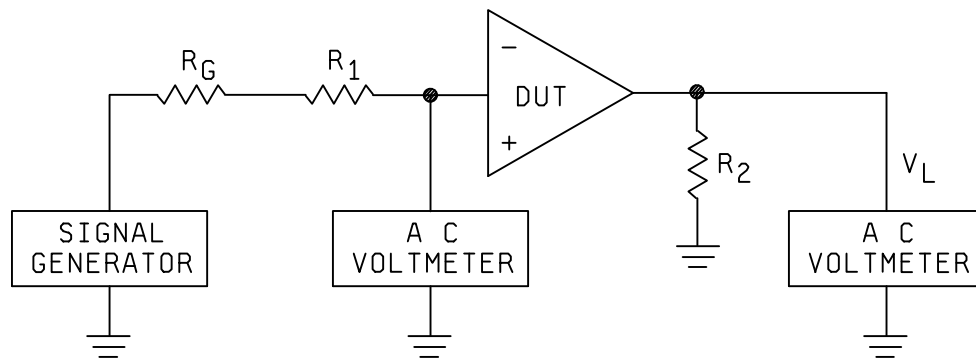 R_G
R_1
−
DUT
+
R_2
V_L
SIGNAL
GENERATOR
A C
VOLTMETER
A C
VOLTMETER